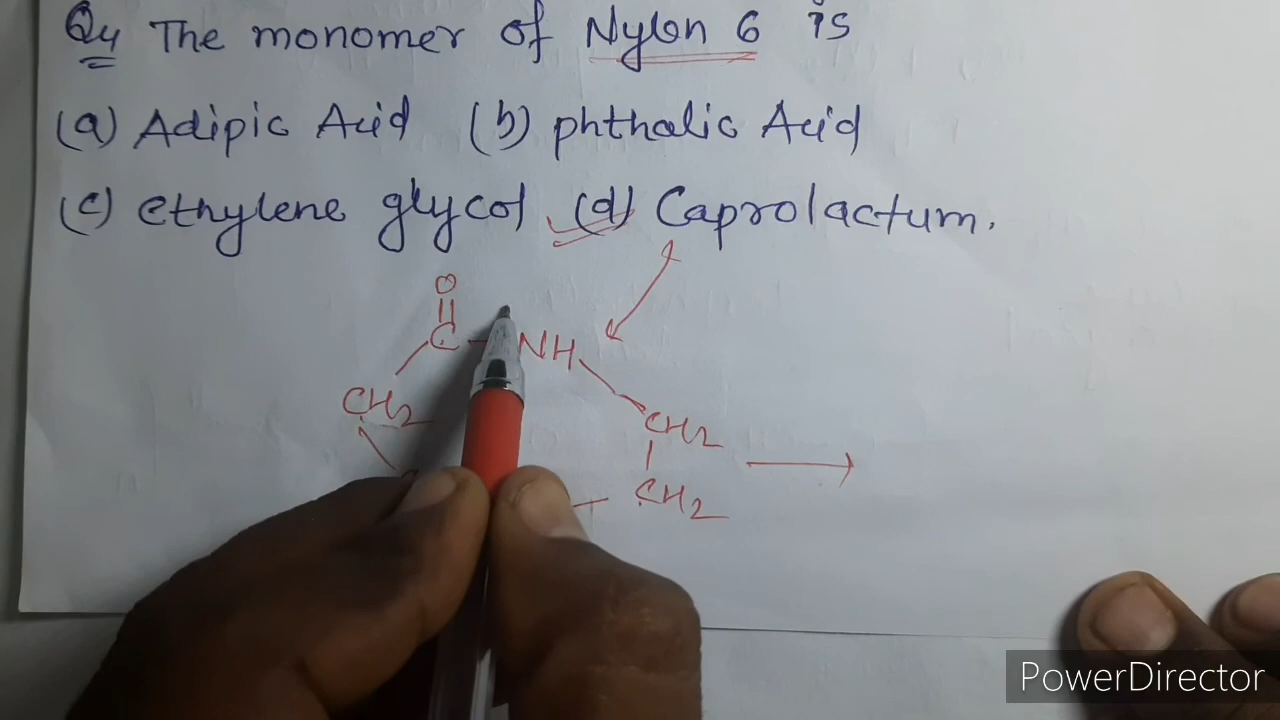 Q4 The monomer of Nylon 6 is
(a) Adipic Acid (b) phthalic Acid
(c) ethylene glycol (d) Caprolactum.
O
C NH
CH2
CH2
CH2
PowerDirector